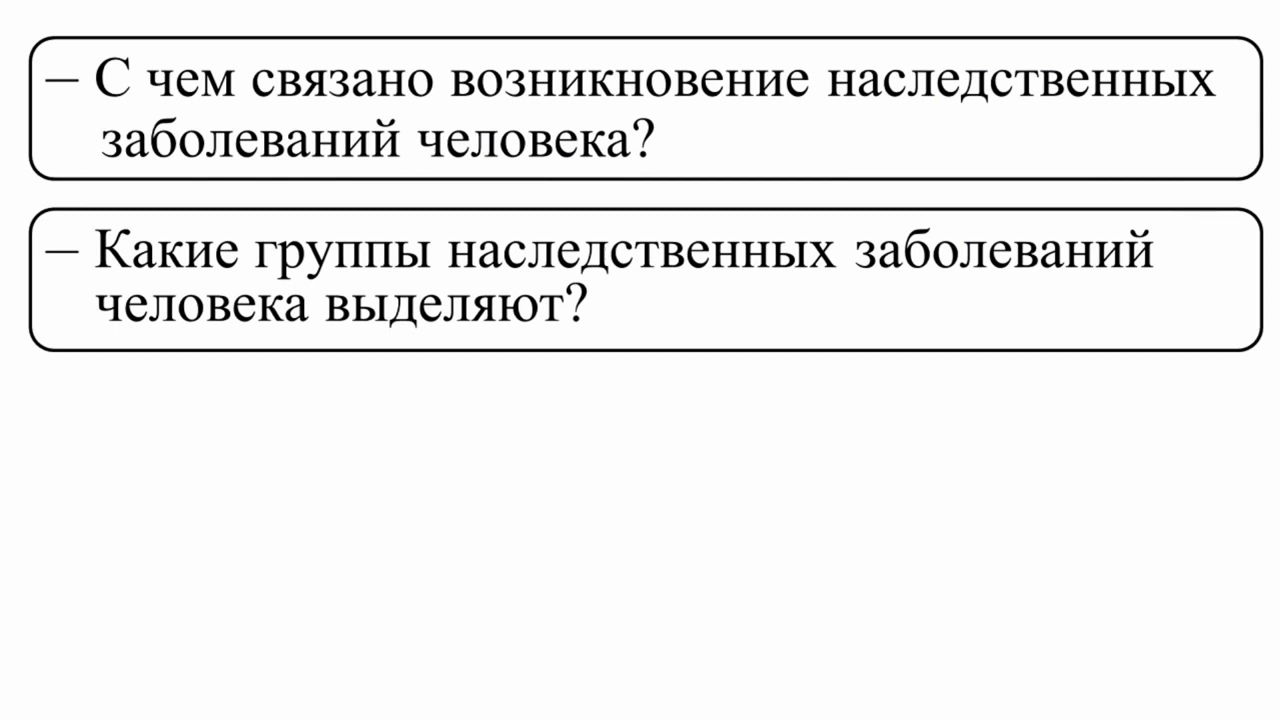 – С чем связано возникновение наследственных
заболеваний человека?
– Какие группы наследственных заболеваний
человека выделяют?